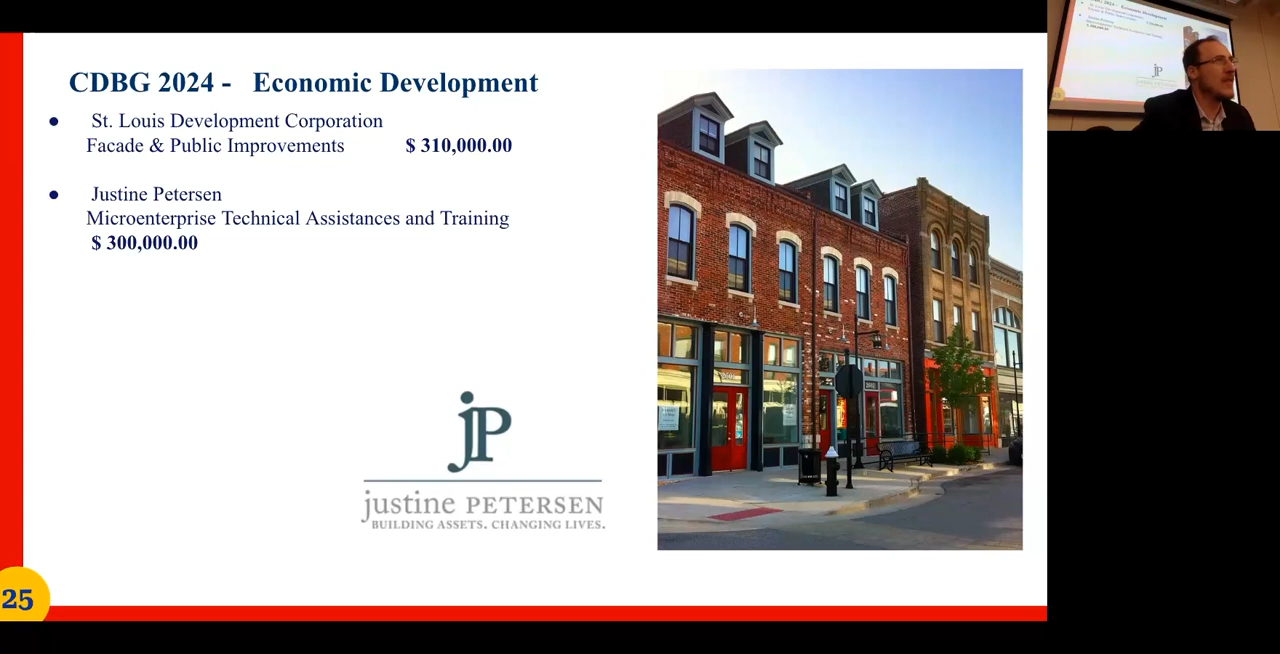 CDBG 2024 - Economic Development
● St. Louis Development Corporation
Facade & Public Improvements $ 310,000.00
● Justine Petersen
Microenterprise Technical Assistances and Training
$ 300,000.00
jP
justine PETERSEN
BUILDING ASSETS. CHANGING LIVES.
25